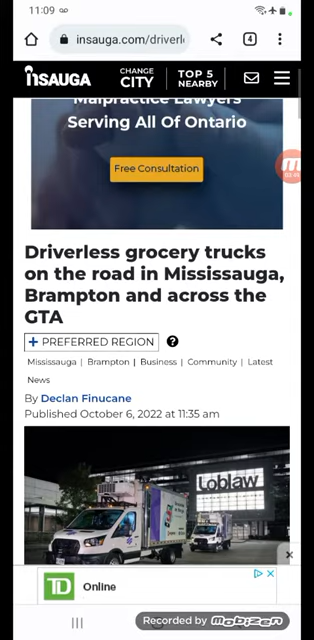 11:09
insauga.com/driverle
4
insauga
CHANGE
CITY
TOP 5
NEARBY
Malpractice Lawyers
Serving All Of Ontario
Free Consultation
Driverless grocery trucks
on the road in Mississauga,
Brampton and across the
GTA
+ PREFERRED REGION ?
Mississauga | Brampton | Business | Community | Latest
News
By Declan Finucane
Published October 6, 2022 at 11:35 am
Loblaw
TD Online
Recorded by mobizen